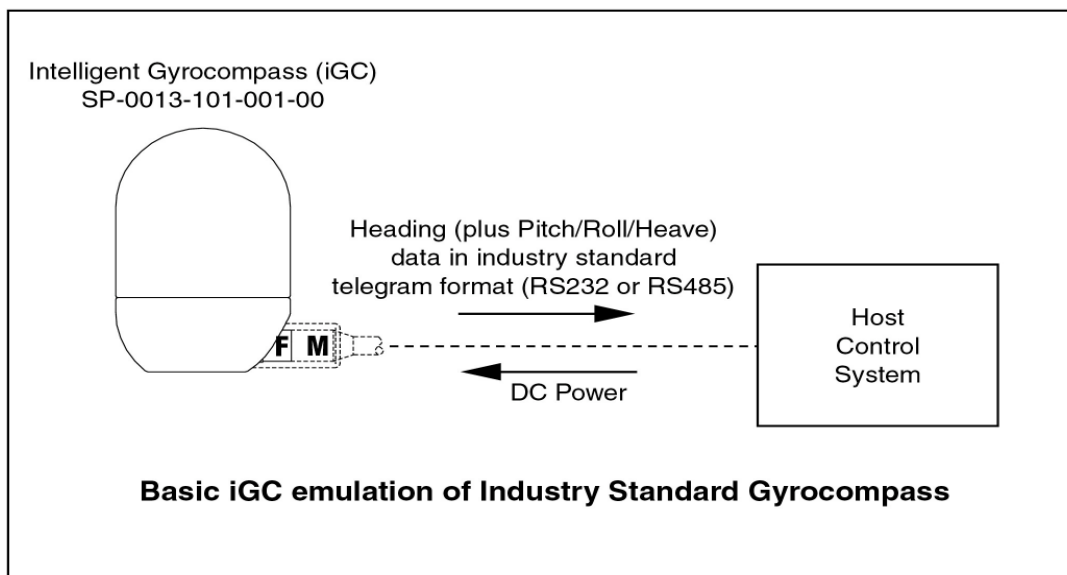 Intelligent Gyrocompass (iGC)
SP-0013-101-001-00
Heading (plus Pitch/Roll/Heave)
data in industry standard
telegram format (RS232 or RS485)
F M
DC Power
Host
Control
System
Basic iGC emulation of Industry Standard Gyrocompass